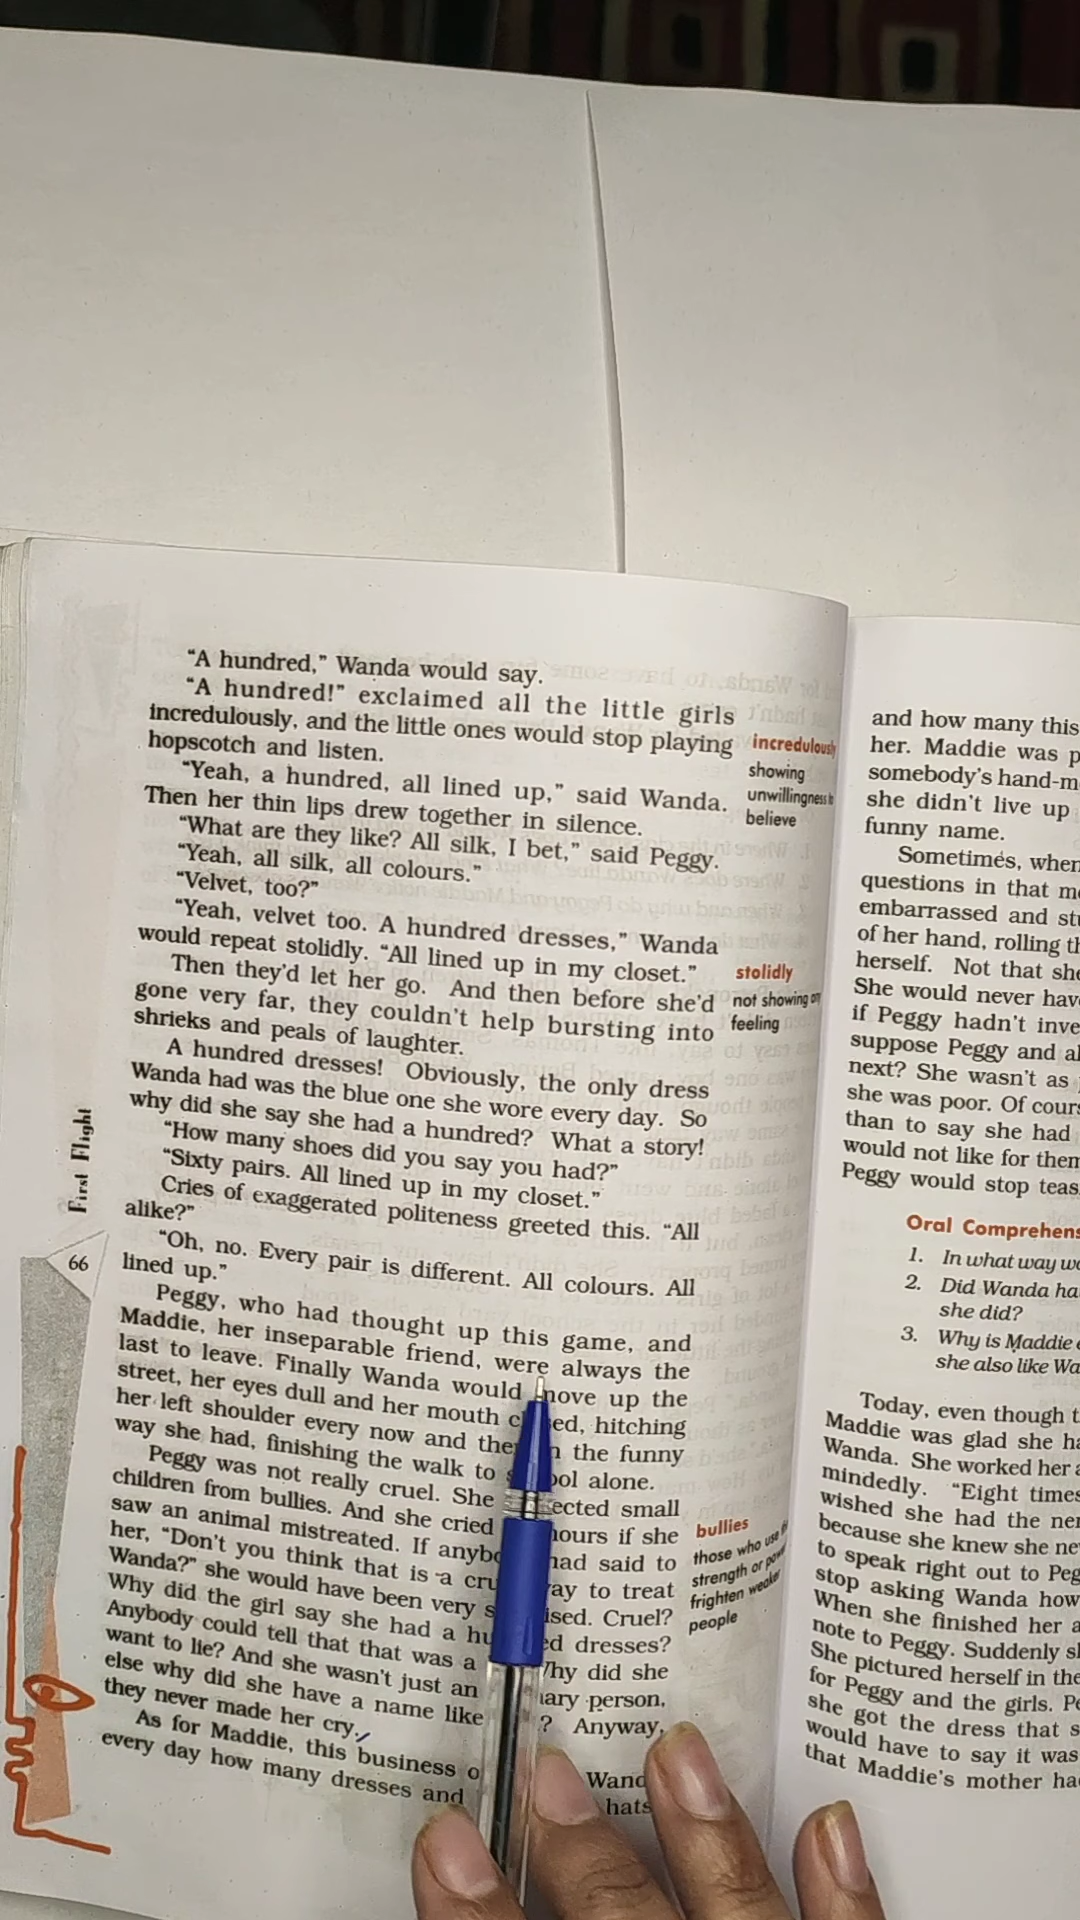 "A hundred," Wanda would say.
"A hundred!" exclaimed all the little girls
incredulously, and the little ones would stop playing
hopscotch and listen.
"Yeah, a hundred, all lined up," said Wanda.
Then her thin lips drew together in silence.
"What are they like? All silk, I bet," said Peggy.
"Yeah, all silk, all colours."
"Velvet, too?"
"Yeah, velvet too. A hundred dresses," Wanda
would repeat stolidly. "All lined up in my closet."
Then they'd let her go. And then before she'd
gone very far, they couldn't help bursting into
shrieks and peals of laughter.
A hundred dresses! Obviously, the only dress
Wanda had was the blue one she wore every day. So
why did she say she had a hundred? What a story!
"How many shoes did you say you had?"
"Sixty pairs. All lined up in my closet."
Cries of exaggerated politeness greeted this. "All
alike?"
"Oh, no. Every pair is different. All colours. All
lined up."
Peggy, who had thought up this game, and
Maddie, her inseparable friend, were always the
last to leave. Finally Wanda would move up the
street, her eyes dull and her mouth ed, hitching
her left shoulder every now and the the funny
way she had, finishing the walk to ol alone.
Peggy was not really cruel. She ected small
children from bullies. And she cried hours if she
saw an animal mistreated. If anybo had said to
her, "Don't you think that is a cru ay to treat
Wanda?" she would have been very s ised. Cruel?
Why did the girl say she had a hu ed dresses?
Anybody could tell that that was a Why did she
want to lie? And she wasn't just an ary person,
else why did she have a name like ? Anyway,
they never made her cry.
As for Maddie, this business o Wand
every day how many dresses and hats
incredulously
showing
unwillingness to
believe
stolidly
not showing any
feeling
bullies
those who use
strength or power
frighten weaker
people
First Flight
66
and how many this
her. Maddie was p
somebody's hand-m
she didn't live up
funny name.
Sometimes, when
questions in that m
embarrassed and stu
of her hand, rolling th
herself. Not that she
She would never hav
if Peggy hadn't inve
suppose Peggy and al
next? She wasn't as
she was poor. Of cours
than to say she had
would not like for them
Peggy would stop teas
Oral Comprehens
1. In what way wa
2. Did Wanda ha
she did?
3. Why is Maddie e
she also like Wa
Today, even though t
Maddie was glad she ha
Wanda. She worked her a
mindedly. "Eight times
wished she had the ner
because she knew she ne
to speak right out to Peg
stop asking Wanda how
When she finished her a
note to Peggy. Suddenly sh
She pictured herself in the
for Peggy and the girls. Pe
she got the dress that s
would have to say it was
that Maddie's mother ha